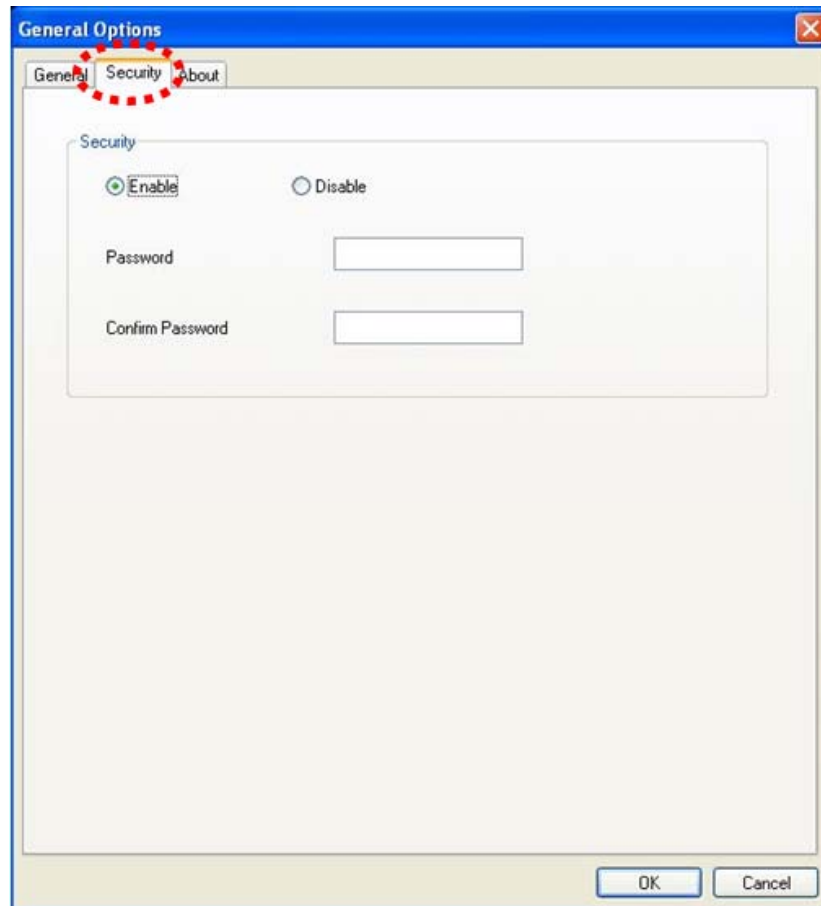 General Options
General Security About
Security
Enable Disable
Password
Confirm Password
OK Cancel